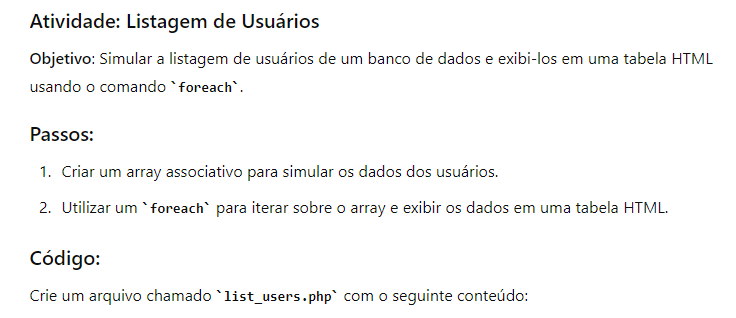 Atividade: Listagem de Usuários
Objetivo: Simular a listagem de usuários de um banco de dados e exibi-los em uma tabela HTML
usando o comando `foreach`.
Passos:
1. Criar um array associativo para simular os dados dos usuários.
2. Utilizar um `foreach` para iterar sobre o array e exibir os dados em uma tabela HTML.
Código:
Crie um arquivo chamado `list_users.php` com o seguinte conteúdo: